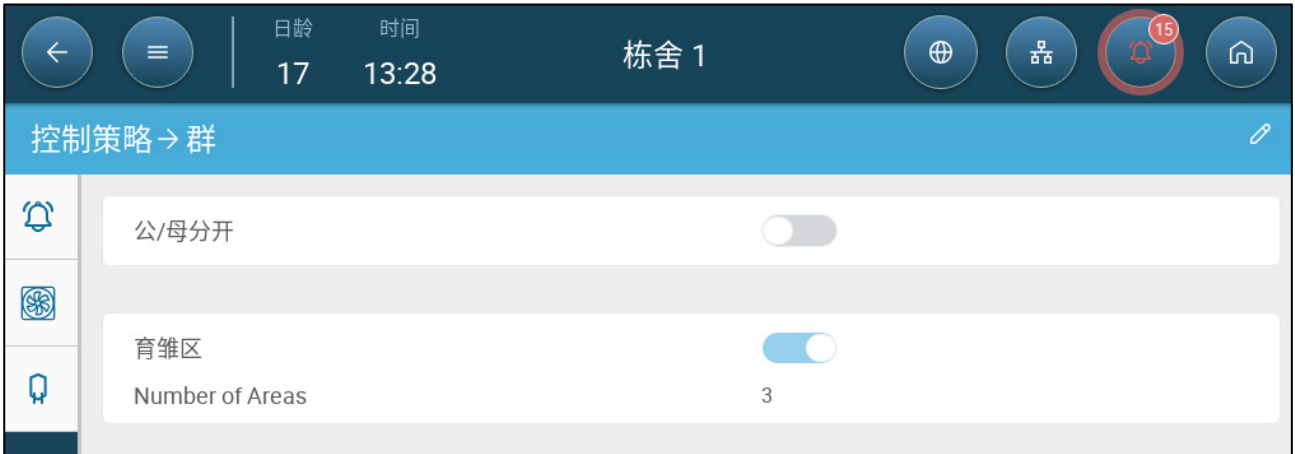 日龄 时间
17 13:28
栋舍 1
15
控制策略→群
公/母分开
育雏区
Number of Areas 3